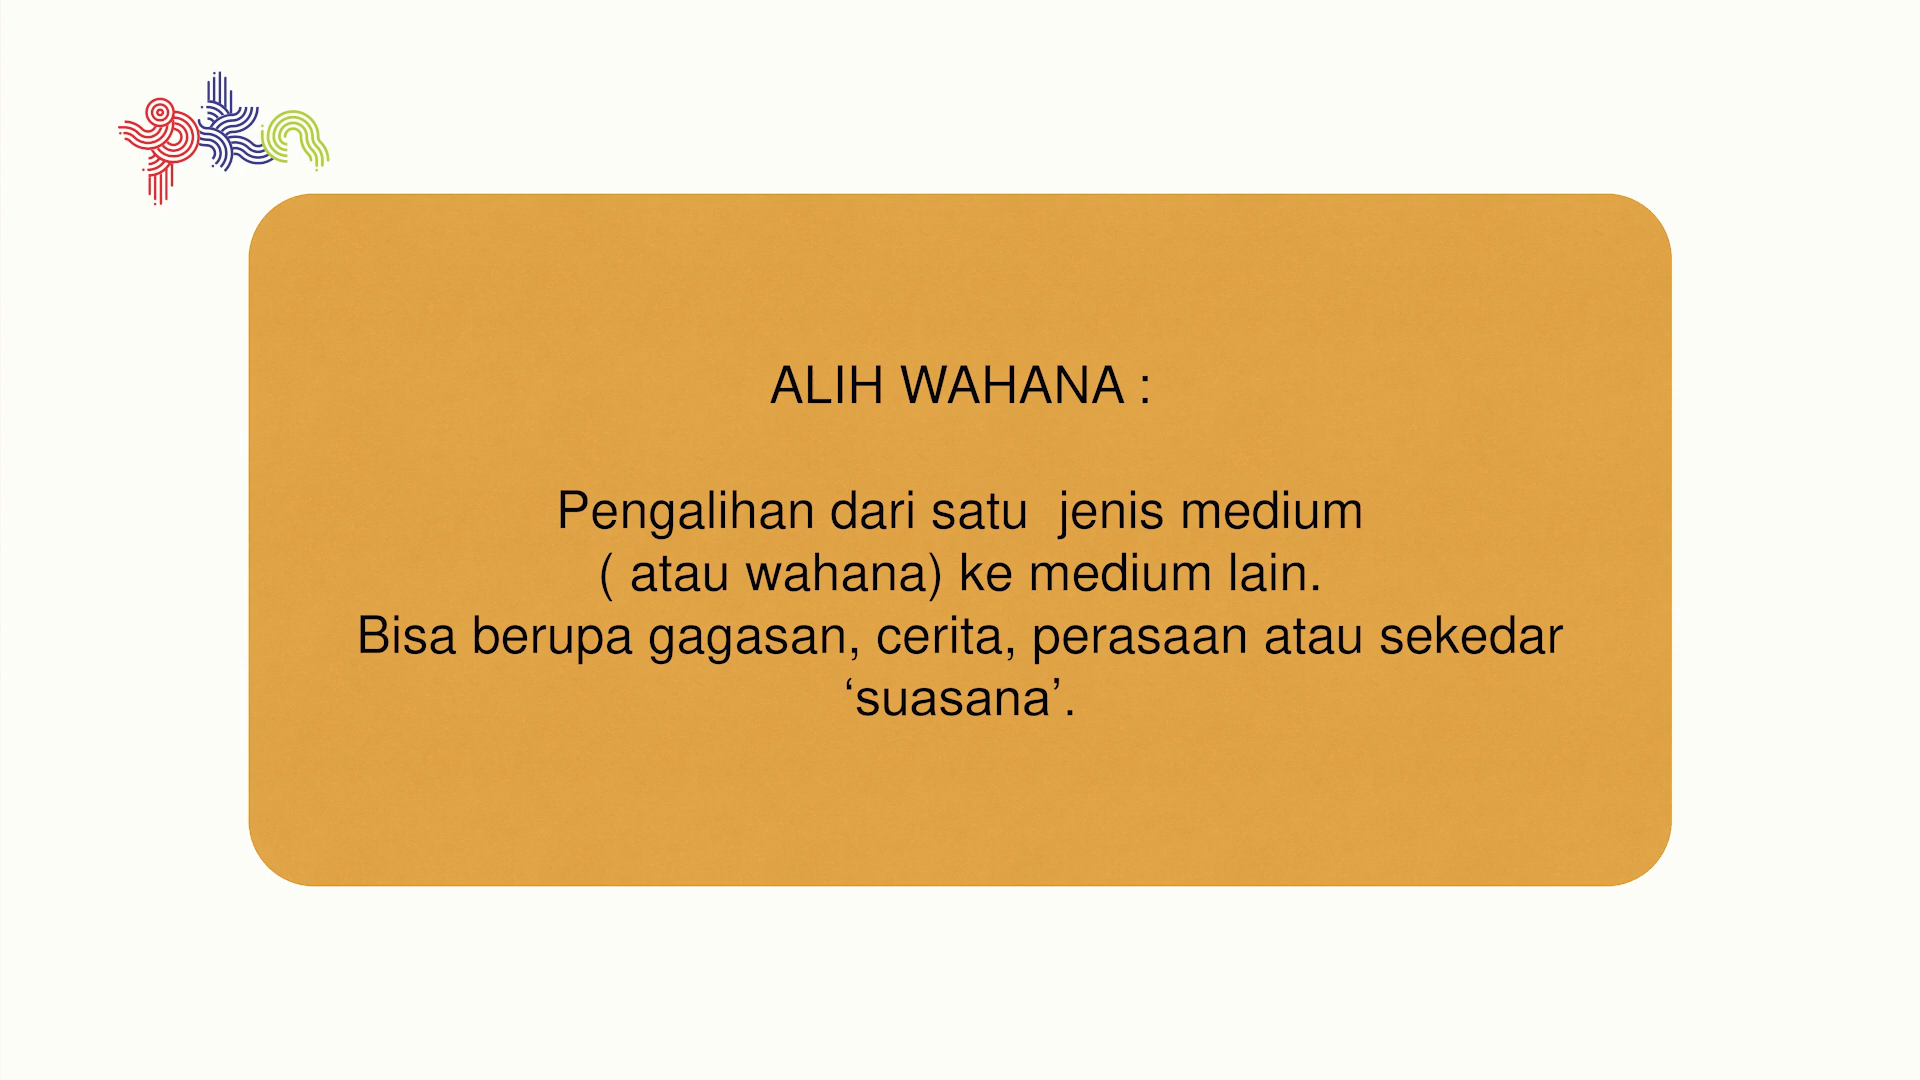 pkn
ALIH WAHANA :
Pengalihan dari satu  jenis medium
( atau wahana) ke medium lain.
Bisa berupa gagasan, cerita, perasaan atau sekedar
‘suasana’.